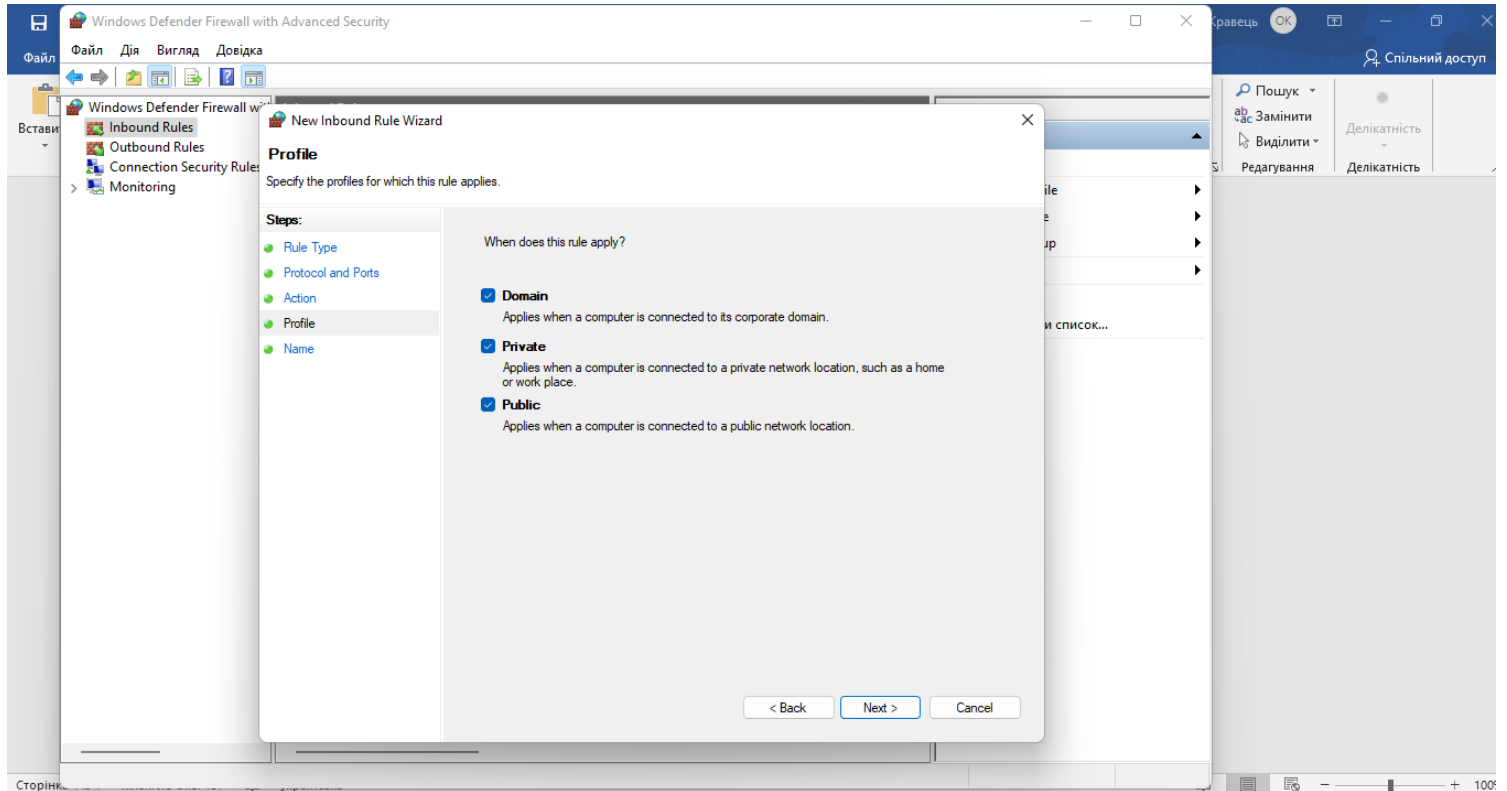 Windows Defender Firewall with Advanced Security
Кравець OK
Файл
Файл Дія Вигляд Довідка
Спільний доступ
Windows Defender Firewall
Inbound Rules
Outbound Rules
Connection Security Rules
Monitoring
New Inbound Rule Wizard
Profile
Specify the profiles for which this rule applies.
Steps:
Rule Type
Protocol and Ports
Action
Profile
Name
When does this rule apply?
Domain
Applies when a computer is connected to its corporate domain.
Private
Applies when a computer is connected to a private network location, such as a home
or work place.
Public
Applies when a computer is connected to a public network location.
< Back Next > Cancel
список...
Пошук
Замінити
Виділити
Редагування
Делікатність
Делікатність